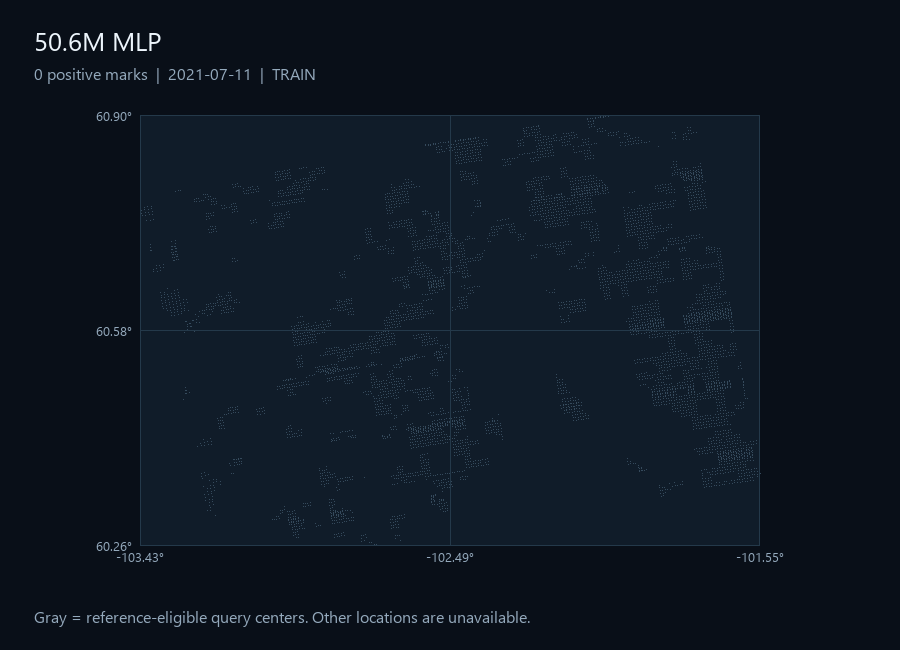 50.6M MLP
0 positive marks | 2021-07-11 | TRAIN
60.90°
60.58°
60.26°
-103.43°
-102.49°
-101.55°
Gray = reference-eligible query centers. Other locations are unavailable.